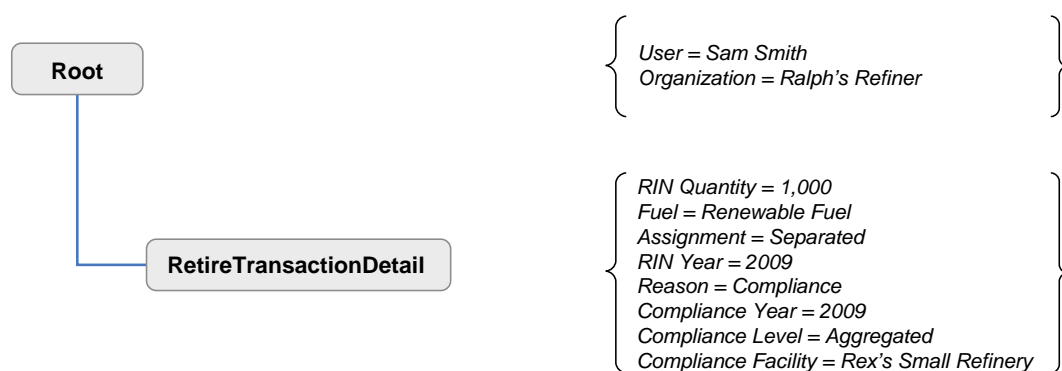 Root
User = Sam Smith
Organization = Ralph's Refiner
RetireTransactionDetail
RIN Quantity = 1,000
Fuel = Renewable Fuel
Assignment = Separated
RIN Year = 2009
Reason = Compliance
Compliance Year = 2009
Compliance Level = Aggregated
Compliance Facility = Rex's Small Refinery